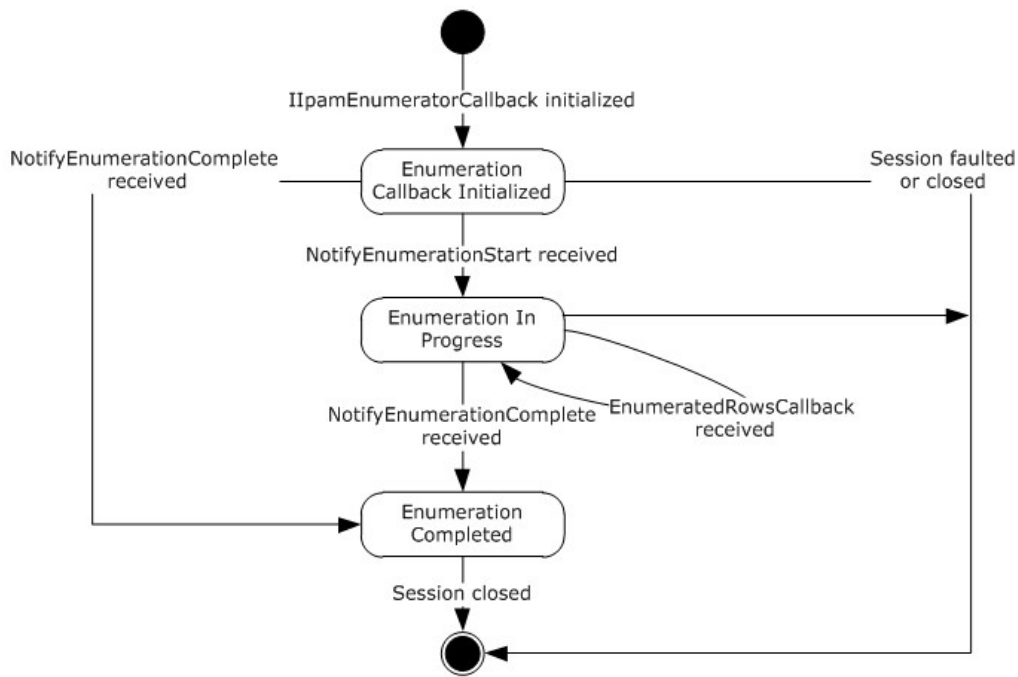 IIpamEnumeratorCallback initialized
NotifyEnumerationComplete
received
Enumeration
Callback Initialized
Session faulted
or closed
NotifyEnumerationStart received
Enumeration In
Progress
NotifyEnumerationComplete
received
EnumeratedRowsCallback
received
Enumeration
Completed
Session closed